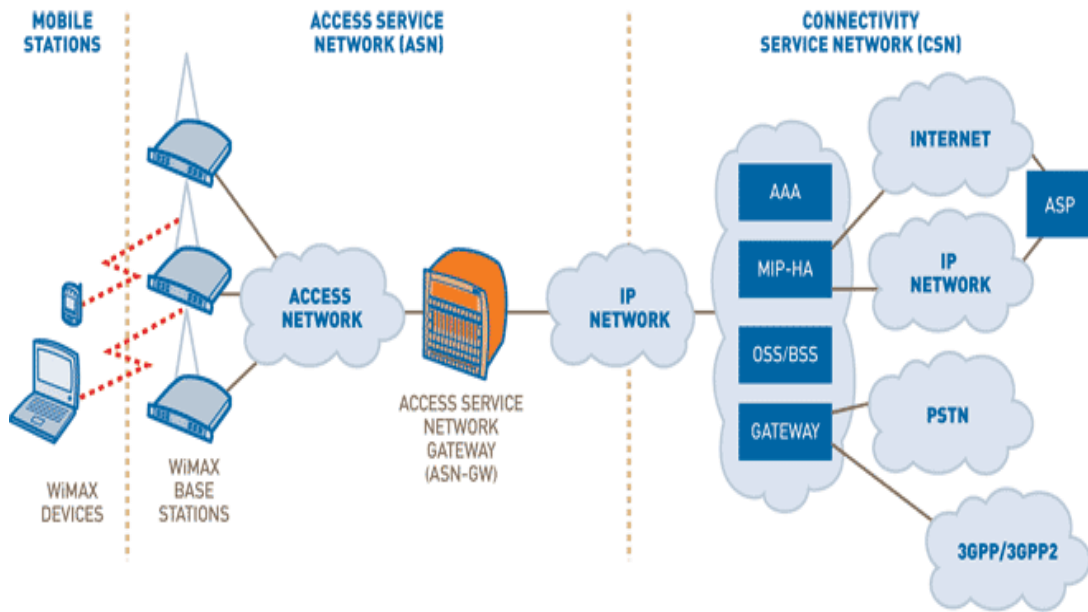 MOBILE
STATIONS
ACCESS SERVICE
NETWORK (ASN)
CONNECTIVITY
SERVICE NETWORK (CSN)
INTERNET
AAA
ASP
MIP-HA
IP
NETWORK
ACCESS
NETWORK
IP
NETWORK
OSS/BSS
GATEWAY
PSTN
ACCESS SERVICE
NETWORK
GATEWAY
(ASN-GW)
WiMAX
DEVICES
WiMAX
BASE
STATIONS
3GPP/3GPP2